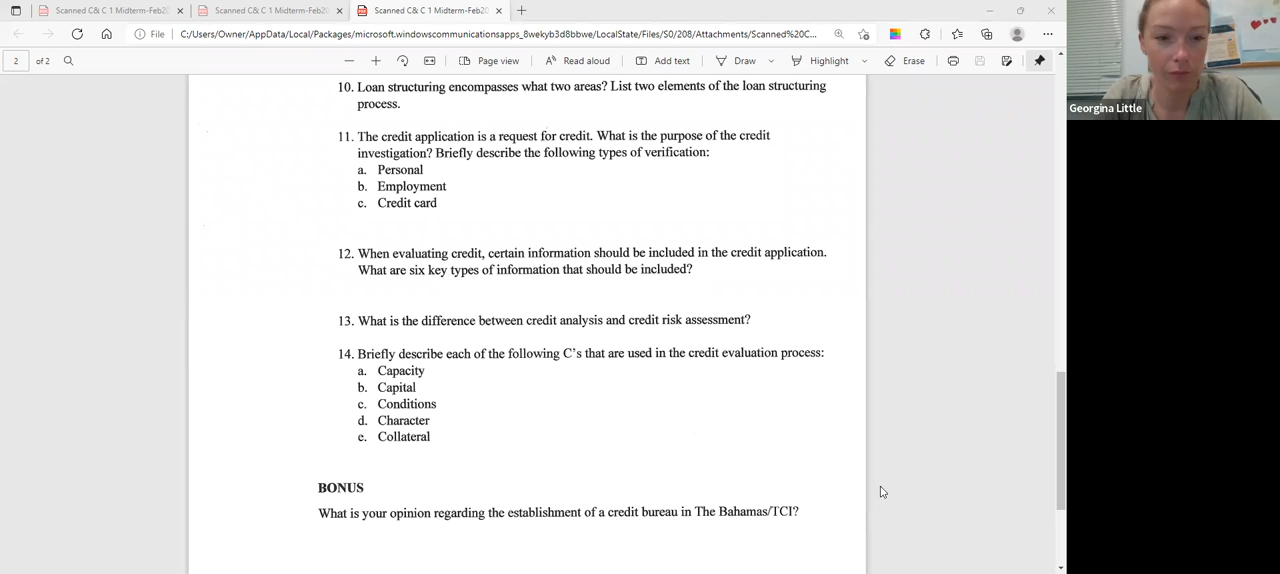 Scanned C& C 1 Midterm-Feb20
Scanned C& C 1 Midterm-Feb20
Scanned C& C 1 Midterm-Feb20
File
C:/Users/Owner/AppData/Local/Packages/microsoft.windowscommunicationsapps_8wekyb3d8bbwe/LocalState/Files/S0/208/Attachments/Scanned%20C...
2 of 2
Page view
Read aloud
Add text
Draw
Highlight
Erase
Georgina Little
10. Loan structuring encompasses what two areas? List two elements of the loan structuring
process.
11. The credit application is a request for credit. What is the purpose of the credit
investigation? Briefly describe the following types of verification:
a. Personal
b. Employment
c. Credit card
12. When evaluating credit, certain information should be included in the credit application.
What are six key types of information that should be included?
13. What is the difference between credit analysis and credit risk assessment?
14. Briefly describe each of the following C's that are used in the credit evaluation process:
a. Capacity
b. Capital
c. Conditions
d. Character
e. Collateral
BONUS
What is your opinion regarding the establishment of a credit bureau in The Bahamas/TCI?